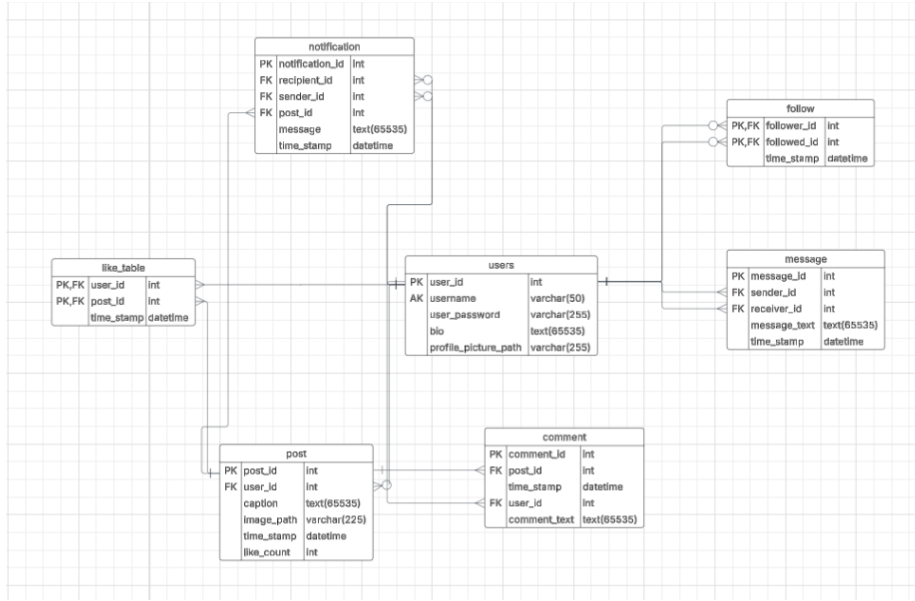 notification
PK notification_id int
FK recipient_id int
FK sender_id int
FK post_id int
message text(65535)
time_stamp datetime
follow
PK,FK follower_id int
PK,FK followed_id int
time_stamp datetime
like_table
PK,FK user_id int
PK,FK post_id int
time_stamp datetime
users
PK user_id int
AK username varchar(50)
user_password varchar(255)
bio text(65535)
profile_picture_path varchar(255)
message
PK message_id int
FK sender_id int
FK receiver_id int
message_text text(65535)
time_stamp datetime
post
PK post_id int
FK user_id int
caption text(65535)
image_path varchar(225)
time_stamp datetime
like_count int
comment
PK comment_id int
FK post_id int
time_stamp datetime
FK user_id int
comment_text text(65535)